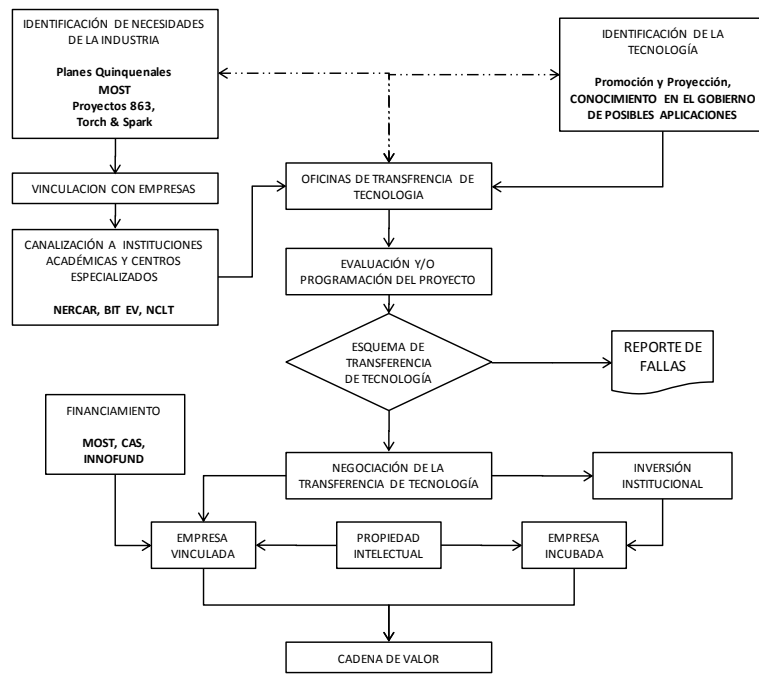 IDENTIFICACIÓN DE NECESIDADES
DE LA INDUSTRIA
Planes Quinquenales
MOST
Proyectos 863,
Torch & Spark
IDENTIFICACIÓN DE LA
TECNOLOGÍA
Promoción y Proyección,
CONOCIMIENTO EN EL GOBIERNO
DE POSIBLES APLICACIONES
VINCULACION CON EMPRESAS
OFICINAS DE TRANSFRENCIA DE
TECNOLOGIA
CANALIZACIÓN A INSTITUCIONES
ACADÉMICAS Y CENTROS
ESPECIALIZADOS
NERCAR, BIT EV, NCLT
EVALUACIÓN Y/O
PROGRAMACIÓN DEL PROYECTO
ESQUEMA DE
TRANSFERENCIA
DE TECNOLOGÍA
REPORTE DE
FALLAS
FINANCIAMIENTO
MOST, CAS,
INNOFUND
NEGOCIACIÓN DE LA
TRANSFERENCIA DE TECNOLOGÍA
INVERSIÓN
INSTITUCIONAL
EMPRESA
VINCULADA
PROPIEDAD
INTELECTUAL
EMPRESA
INCUBADA
CADENA DE VALOR